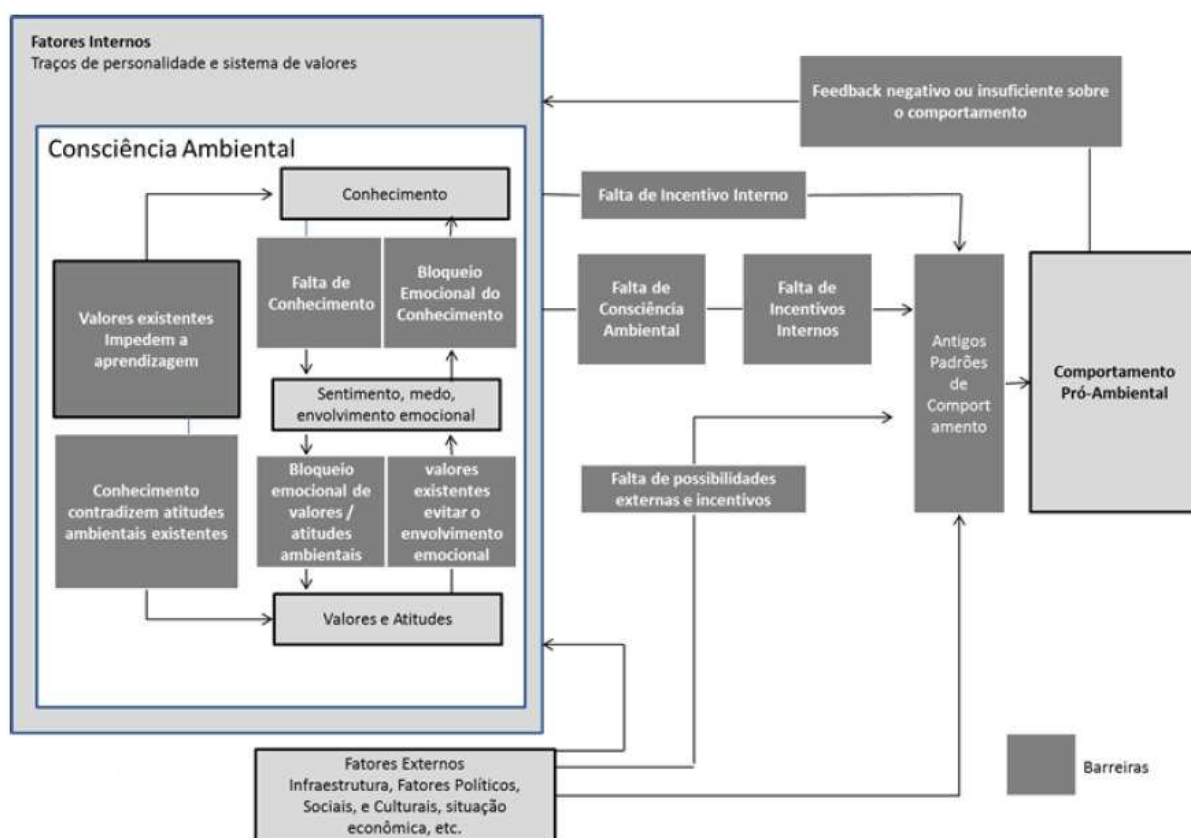 Fatores Internos
Traços de personalidade e sistema de valores
Feedback negativo ou insuficiente sobre
o comportamento
Consciência Ambiental
Conhecimento
Falta de Incentivo Interno
Falta de
Conhecimento
Bloqueio
Emocional do
Conhecimento
Falta de
Consciência
Ambiental
Falta de
Incentivos
Internos
Valores existentes
Impedem a
aprendizagem
Antigos
Padrões
de
Comport
amento
Comportamento
Pró-Ambiental
Sentimento, medo,
envolvimento emocional
Conhecimento
contradizem atitudes
ambientais existentes
Bloqueio
emocional de
valores /
atitudes
ambientais
valores
existentes
evitar o
envolvimento
emocional
Falta de possibilidades
externas e incentivos
Valores e Atitudes
Fatores Externos
Infraestrutura, Fatores Políticos,
Sociais, e Culturais, situação
econômica, etc.
Barreiras